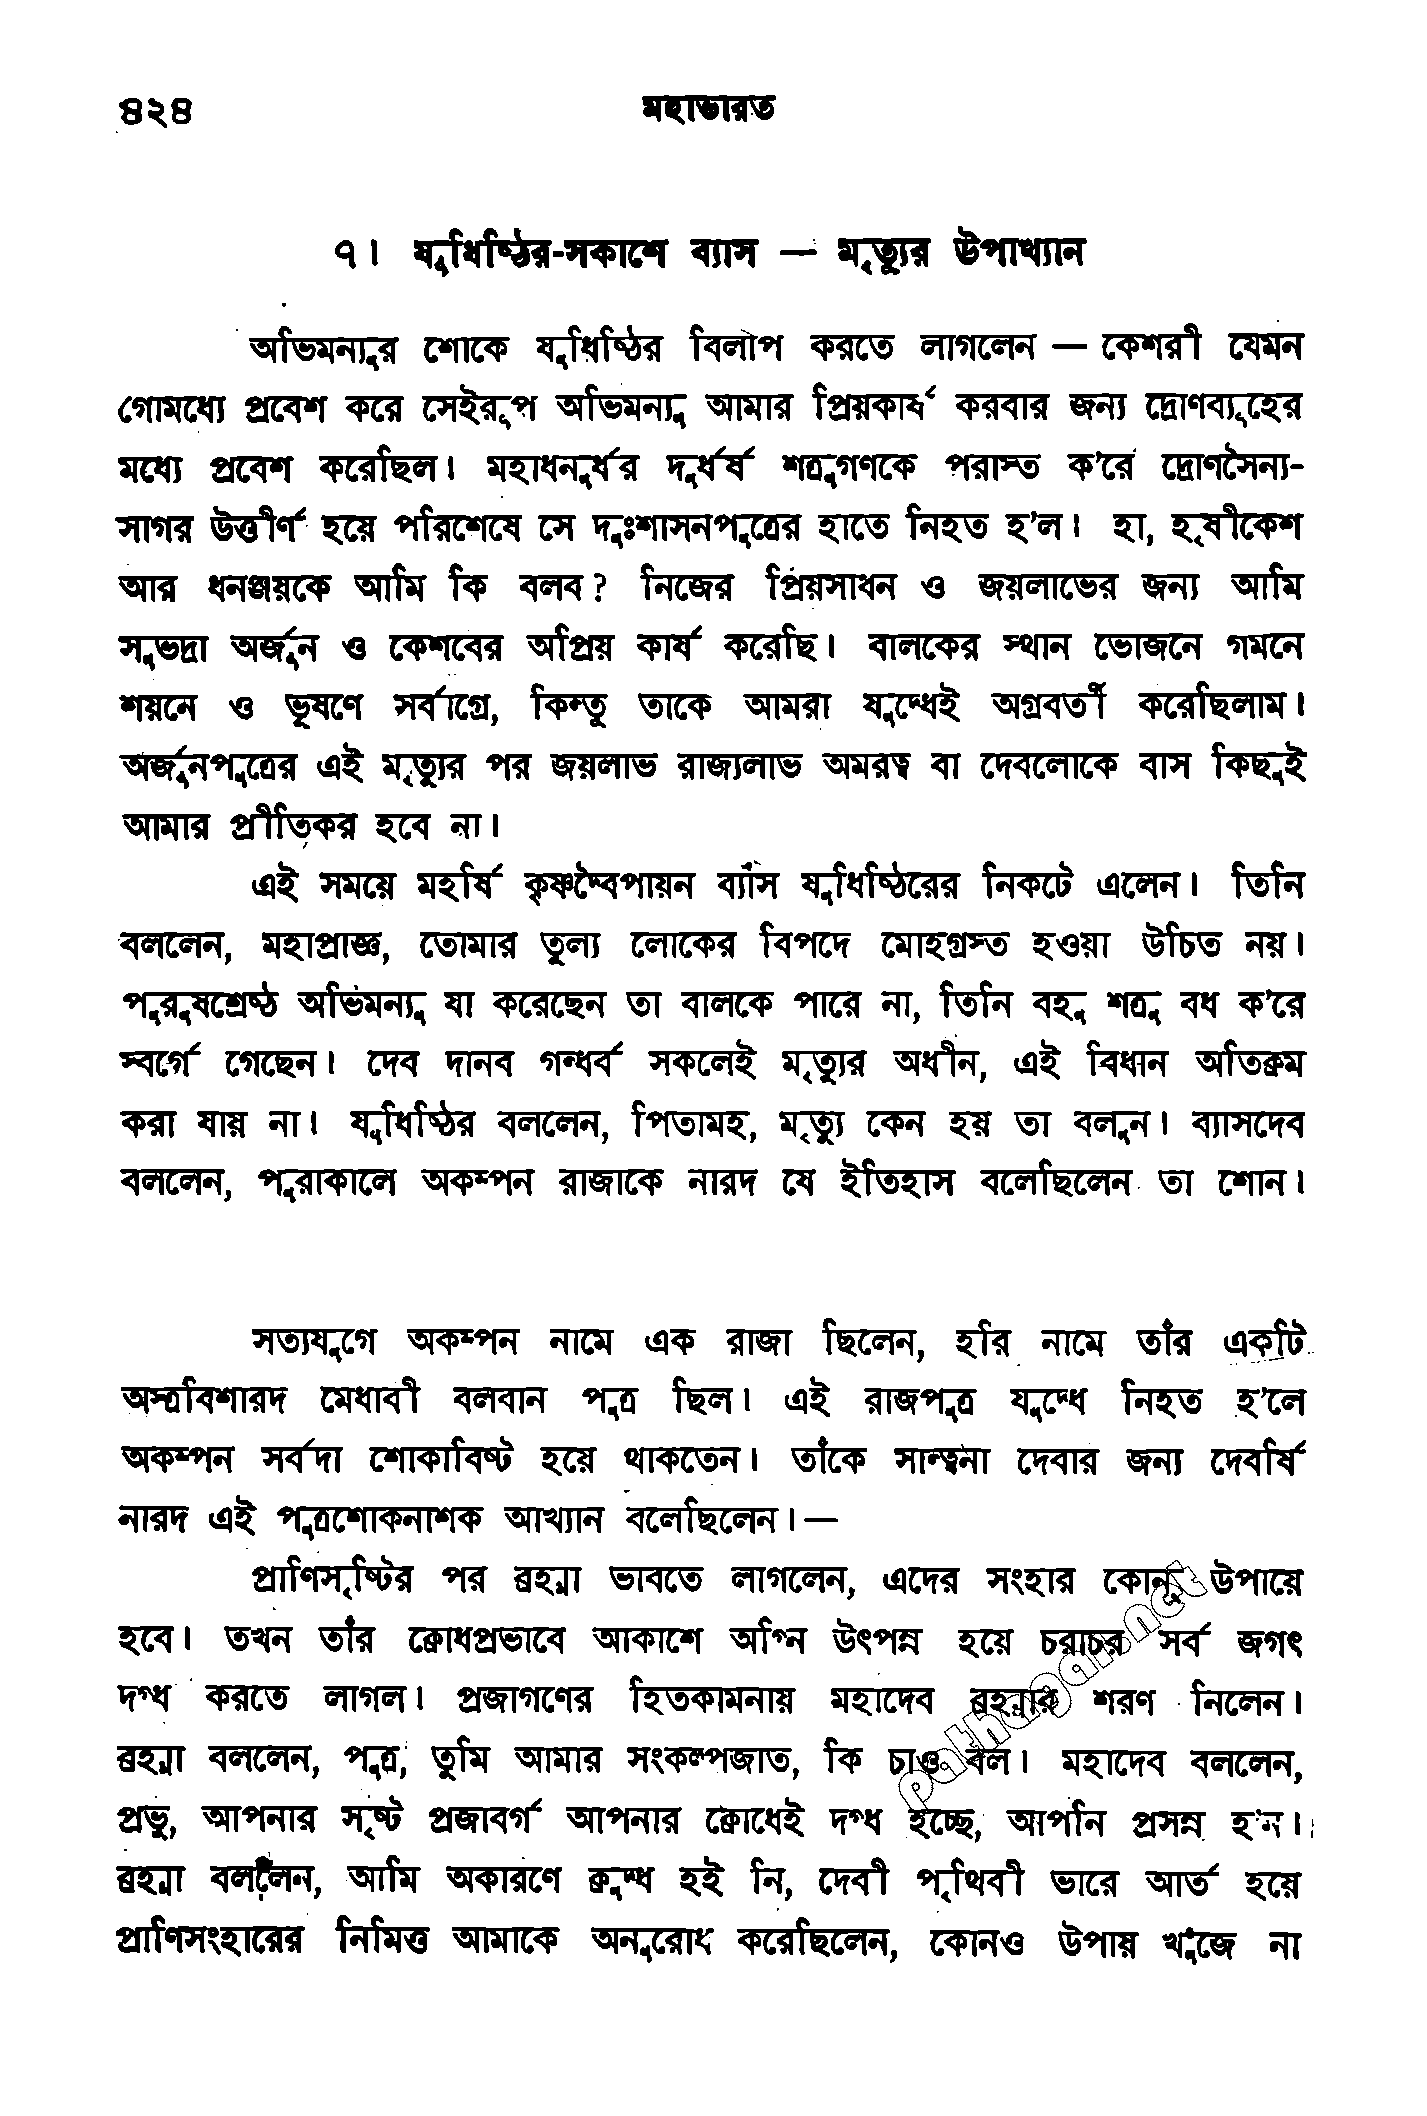 ৪২৪
মহাভারত
৭। যুধিষ্ঠির-সকাশে ব্যাস — মৃত্যুর উপাখ্যান
অভিমন্যুর শোকে যুধিষ্ঠির বিলাপ করতে লাগলেন — কেশরী যেমন
গোমধ্যে প্রবেশ করে সেইরূপ অভিমন্যু আমার প্রিয়কার্য করবার জন্য দ্রোণব্যূহের
মধ্যে প্রবেশ করেছিল। মহাধনুর্ধর দুর্ধর্ষ শত্রুগণকে পরাস্ত ক'রে দ্রোণসৈন্য-
সাগর উত্তীর্ণ হয়ে পরিশেষে সে দুঃশাসনপুত্রের হাতে নিহত হ'ল। হা, হৃষীকেশ
আর ধনঞ্জয়কে আমি কি বলব? নিজের প্রিয়সাধন ও জয়লাভের জন্য আমি
সুভদ্রা অর্জুন ও কেশবের অপ্রিয় কার্য করেছি। বালকের স্থান ভোজনে গমনে
শয়নে ও ভূষণে সর্বাগ্রে, কিন্তু তাকে আমরা যুদ্ধেই অগ্রবর্তী করেছিলাম।
অর্জুনপুত্রের এই মৃত্যুর পর জয়লাভ রাজ্যলাভ অমরত্ব বা দেবলোকে বাস কিছুই
আমার প্রীতিকর হবে না।
এই সময়ে মহর্ষি কৃষ্ণদ্বৈপায়ন ব্যাস যুধিষ্ঠিরের নিকটে এলেন। তিনি
বললেন, মহাপ্রাজ্ঞ, তোমার তুল্য লোকের বিপদে মোহগ্রস্ত হওয়া উচিত নয়।
পুরুষশ্রেষ্ঠ অভিমন্যু যা করেছেন তা বালকে পারে না, তিনি বহু শত্রু বধ ক'রে
স্বর্গে গেছেন। দেব দানব গন্ধর্ব সকলেই মৃত্যুর অধীন, এই বিধান অতিক্রম
করা যায় না। যুধিষ্ঠির বললেন, পিতামহ, মৃত্যু কেন হয় তা বলুন। ব্যাসদেব
বললেন, পুরাকালে অকম্পন রাজাকে নারদ যে ইতিহাস বলেছিলেন তা শোন।
সত্যযুগে অকম্পন নামে এক রাজা ছিলেন, হরি নামে তাঁর একটি
অস্ত্রবিশারদ মেধাবী বলবান পুত্র ছিল। এই রাজপুত্র যুদ্ধে নিহত হ'লে
অকম্পন সর্বদা শোকাবিষ্ট হয়ে থাকতেন। তাঁকে সান্ত্বনা দেবার জন্য দেবর্ষি
নারদ এই পুত্রশোকনাশক আখ্যান বলেছিলেন।—
প্রাণিসৃষ্টির পর ব্রহ্মা ভাবতে লাগলেন, এদের সংহার কোন্ উপায়ে
হবে। তখন তাঁর ক্রোধপ্রভাবে আকাশে অগ্নি উৎপন্ন হয়ে চরাচর সর্ব জগৎ
দগ্ধ করতে লাগল। প্রজাগণের হিতকামনায় মহাদেব ব্রহ্মার শরণ নিলেন।
ব্রহ্মা বললেন, পুত্র, তুমি আমার সংকল্পজাত, কি চাও বল। মহাদেব বললেন,
প্রভু, আপনার সৃষ্ট প্রজাবর্গ আপনার ক্রোধেই দগ্ধ হচ্ছে, আপনি প্রসন্ন হ'ন।
ব্রহ্মা বললেন, আমি অকারণে ক্রুদ্ধ হই নি, দেবী পৃথিবী ভারে আর্ত হয়ে
প্রাণিসংহারের নিমিত্ত আমাকে অনুরোধ করেছিলেন, কোনও উপায় খুঁজে না
pathagar.net